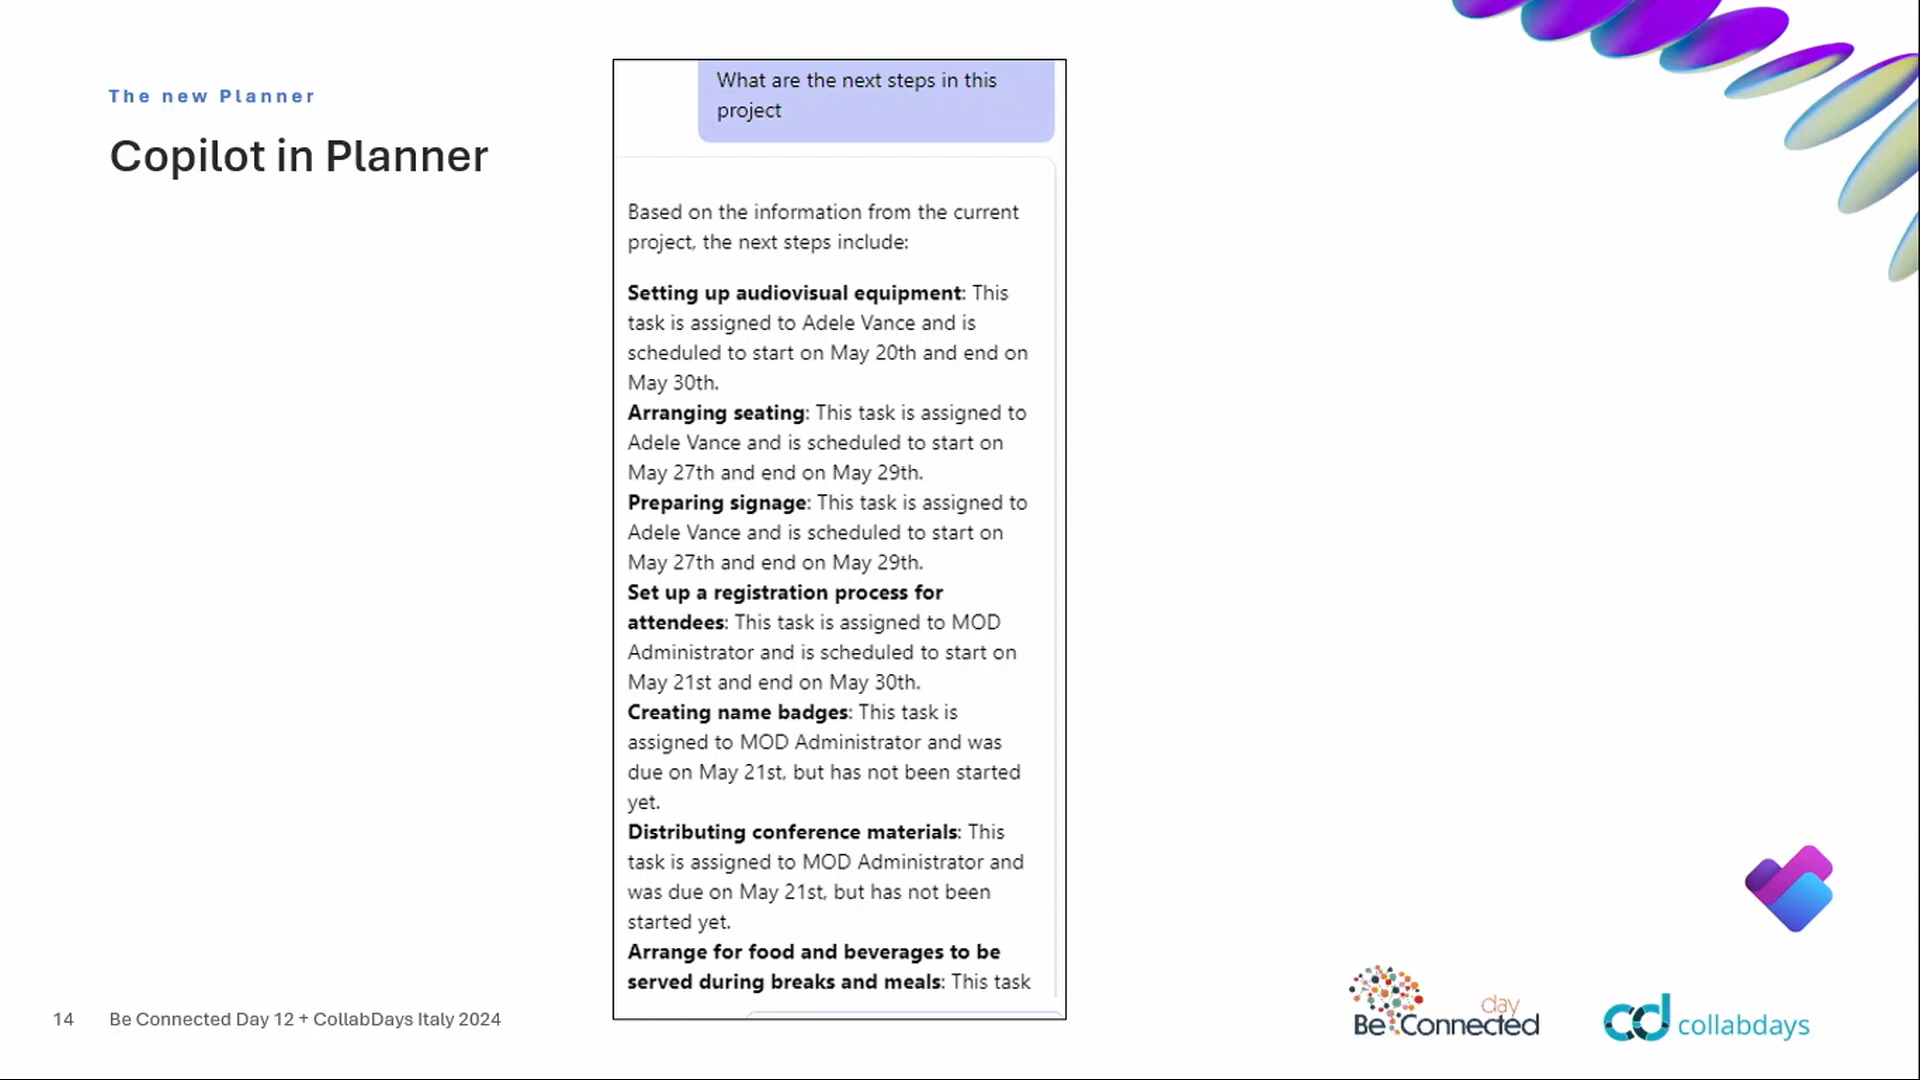 The new Planner
Copilot in Planner
What are the next steps in this
project
Based on the information from the current
project, the next steps include:
Setting up audiovisual equipment: This
task is assigned to Adele Vance and is
scheduled to start on May 20th and end on
May 30th.
Arranging seating: This task is assigned to
Adele Vance and is scheduled to start on
May 27th and end on May 29th.
Preparing signage: This task is assigned to
Adele Vance and is scheduled to start on
May 27th and end on May 29th.
Set up a registration process for
attendees: This task is assigned to MOD
Administrator and is scheduled to start on
May 21st and end on May 30th.
Creating name badges: This task is
assigned to MOD Administrator and was
due on May 21st, but has not been started
yet.
Distributing conference materials: This
task is assigned to MOD Administrator and
was due on May 21st, but has not been
started yet.
Arrange for food and beverages to be
served during breaks and meals: This task
14 Be Connected Day 12 + CollabDays Italy 2024
day
Be Connected
cd collabdays